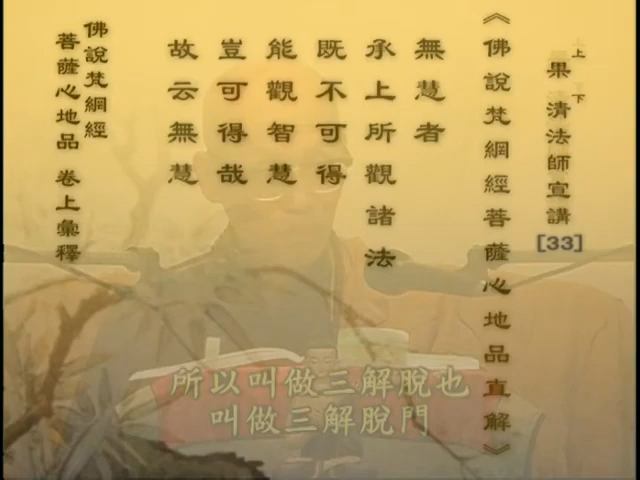 上 下
果清法師宣講
[33]
《佛說梵網經菩薩心地品直解》
無慧者
承上所觀諸法
既不可得
能觀智慧
豈可得哉
故云無慧
佛說梵網經
菩薩心地品 卷上彙釋
所以叫做三解脫也
叫做三解脫門